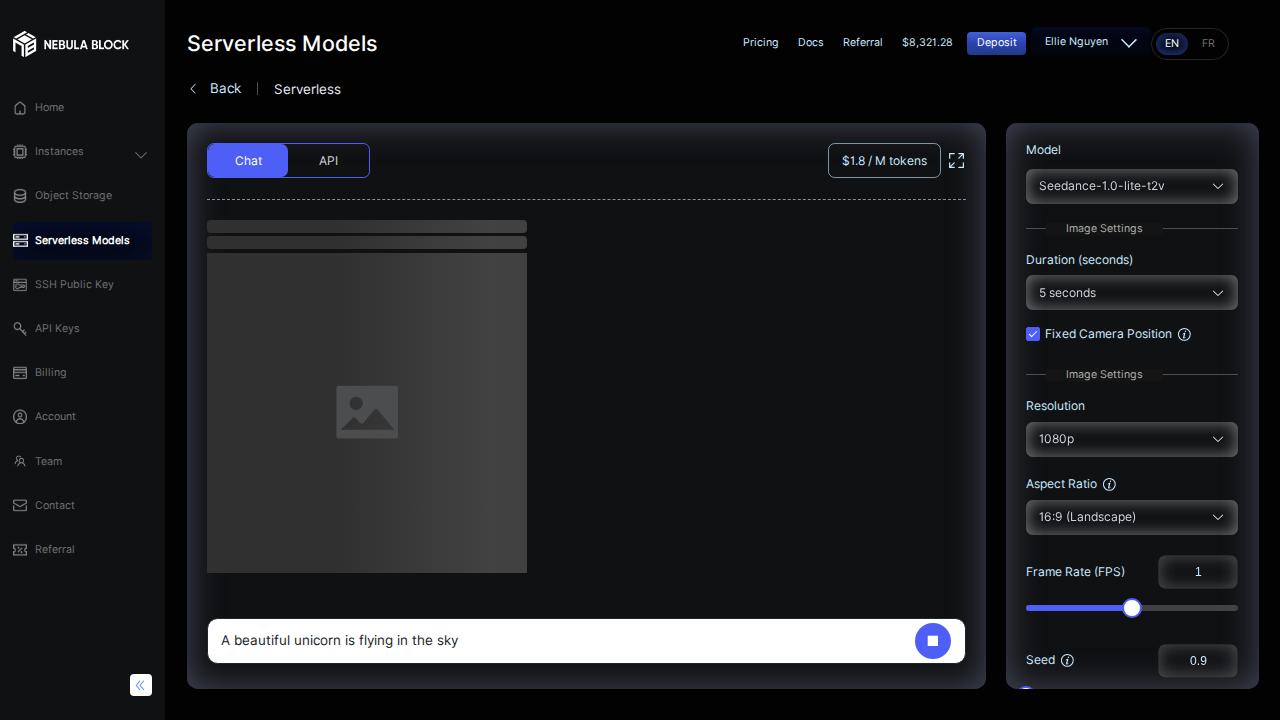 NEBULA BLOCK
Home
Instances
Object Storage
Serverless Models
SSH Public Key
API Keys
Billing
Account
Team
Contact
Referral
Serverless Models
Pricing Docs Referral $8,321.28 Deposit Ellie Nguyen EN FR
Back Serverless
Chat API $1.8 / M tokens
A beautiful unicorn is flying in the sky
Model
Seedance-1.0-lite-t2v
Image Settings
Duration (seconds)
5 seconds
Fixed Camera Position
Image Settings
Resolution
1080p
Aspect Ratio
16:9 (Landscape)
Frame Rate (FPS) 1
Seed 0.9